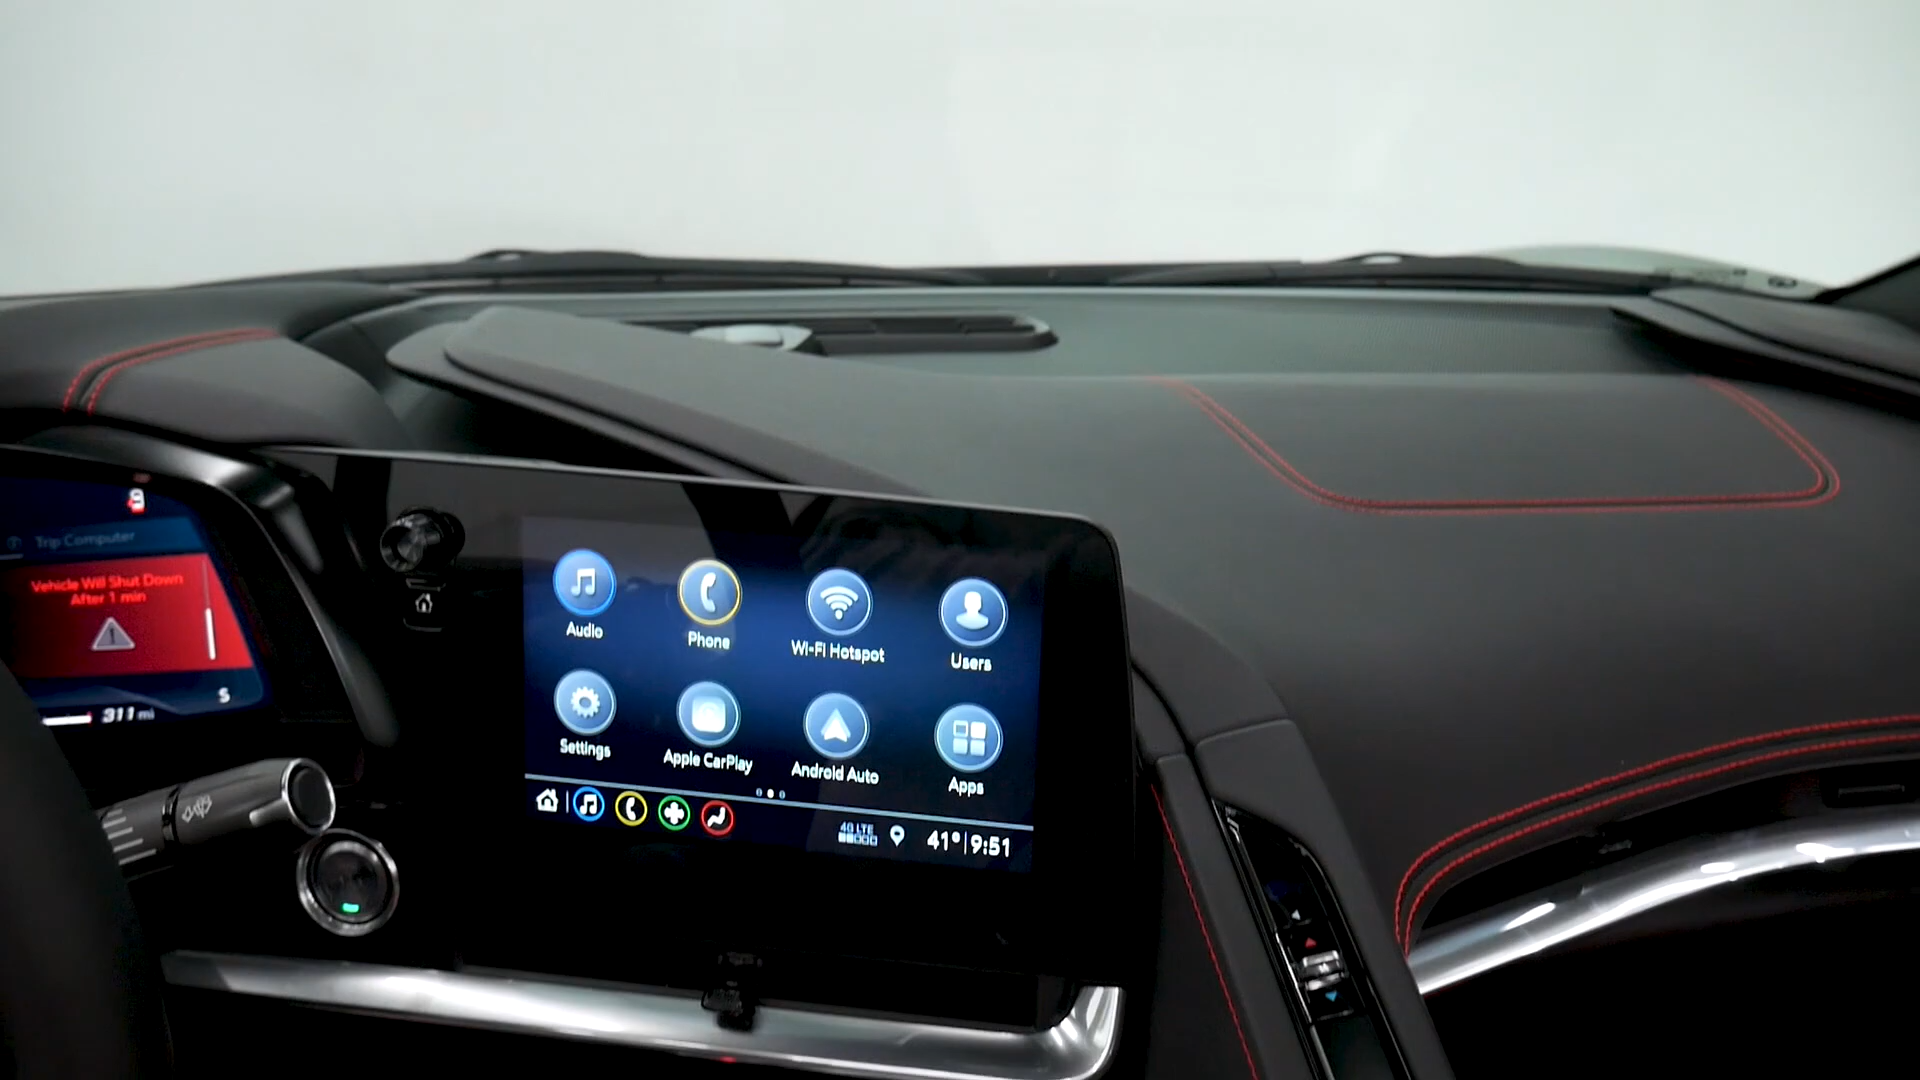 Trip Computer
Vehicle Will Shut Down
After 1 min
S
311 mi
Audio
Phone
Wi-Fi Hotspot
Users
Settings
Apple CarPlay
Android Auto
Apps
4G LTE
41° 9:51